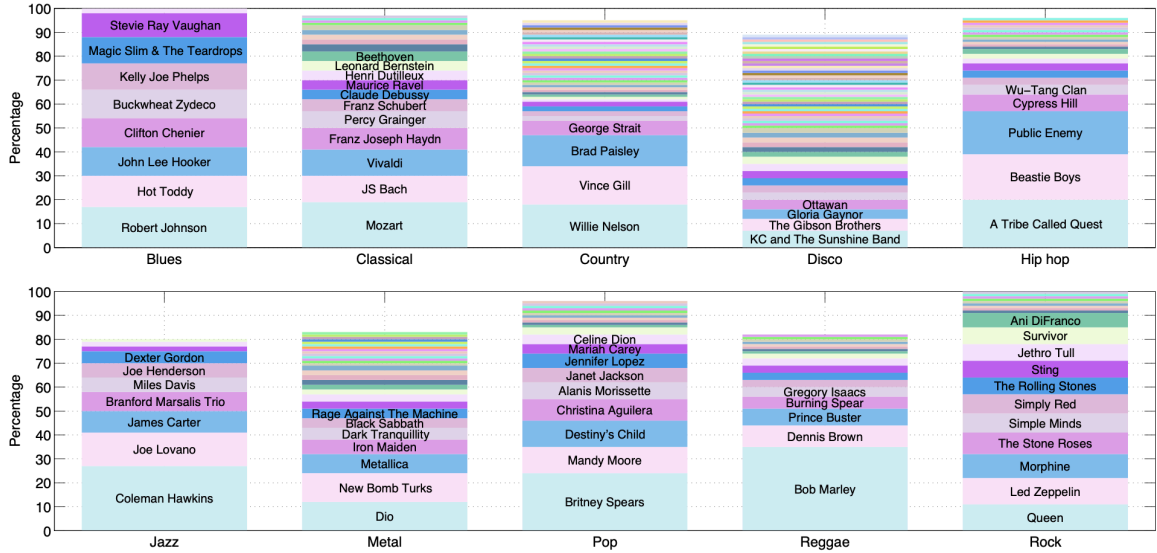 Percentage
100
90
80
70
60
50
40
30
20
10
0
Stevie Ray Vaughan
Magic Slim & The Teardrops
Kelly Joe Phelps
Buckwheat Zydeco
Clifton Chenier
John Lee Hooker
Hot Toddy
Robert Johnson
Blues
Beethoven
Leonard Bernstein
Henri Dutilleux
Maurice Ravel
Claude Debussy
Franz Schubert
Percy Grainger
Franz Joseph Haydn
Vivaldi
JS Bach
Mozart
Classical
George Strait
Brad Paisley
Vince Gill
Willie Nelson
Country
Ottawan
Gloria Gaynor
The Gibson Brothers
KC and The Sunshine Band
Disco
Wu-Tang Clan
Cypress Hill
Public Enemy
Beastie Boys
A Tribe Called Quest
Hip hop
Percentage
100
90
80
70
60
50
40
30
20
10
0
Dexter Gordon
Joe Henderson
Miles Davis
Branford Marsalis Trio
James Carter
Joe Lovano
Coleman Hawkins
Jazz
Rage Against The Machine
Black Sabbath
Dark Tranquillity
Iron Maiden
Metallica
New Bomb Turks
Dio
Metal
Celine Dion
Mariah Carey
Jennifer Lopez
Janet Jackson
Alanis Morissette
Christina Aguilera
Destiny's Child
Mandy Moore
Britney Spears
Pop
Gregory Isaacs
Burning Spear
Prince Buster
Dennis Brown
Bob Marley
Reggae
Ani DiFranco
Survivor
Jethro Tull
Sting
The Rolling Stones
Simply Red
Simple Minds
The Stone Roses
Morphine
Led Zeppelin
Queen
Rock